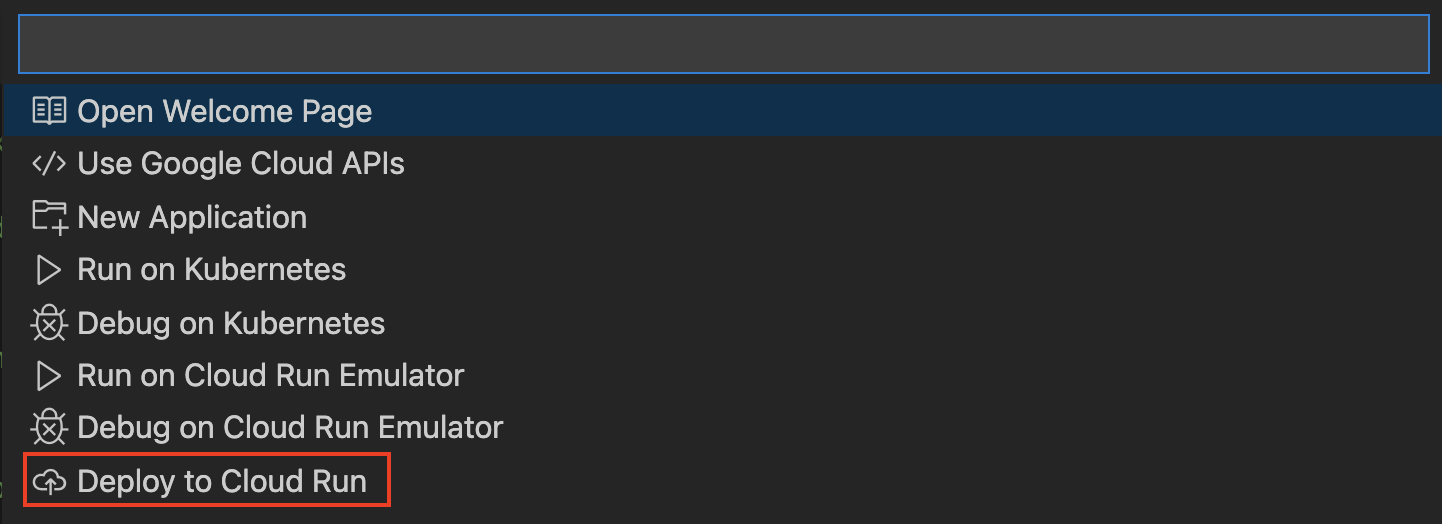 Open Welcome Page
Use Google Cloud APIs
New Application
Run on Kubernetes
Debug on Kubernetes
Run on Cloud Run Emulator
Debug on Cloud Run Emulator
Deploy to Cloud Run